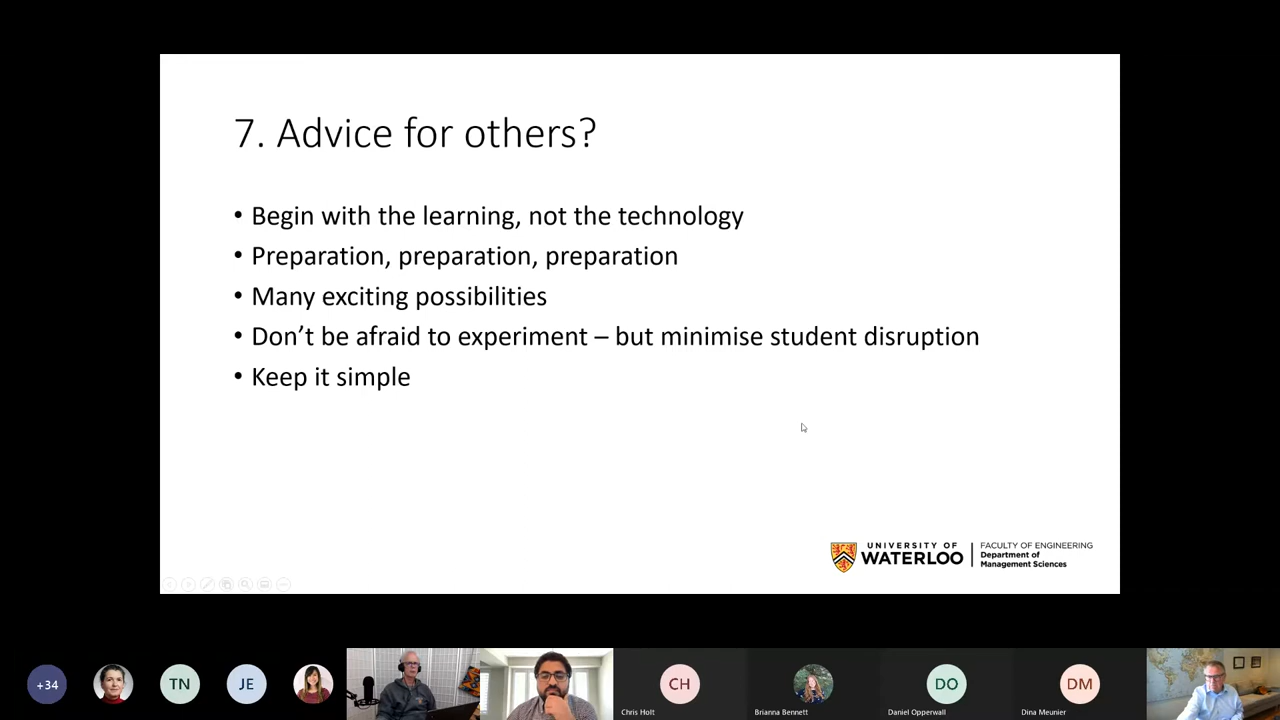 7. Advice for others?
• Begin with the learning, not the technology
• Preparation, preparation, preparation
• Many exciting possibilities
• Don’t be afraid to experiment – but minimise student disruption
• Keep it simple
UNIVERSITY OF
WATERLOO
FACULTY OF ENGINEERING
Department of
Management Sciences
+34
TN
JE
CH
DO
DM
Chris Holt
Brianna Bennett
Daniel Opperwall
Dina Meunier